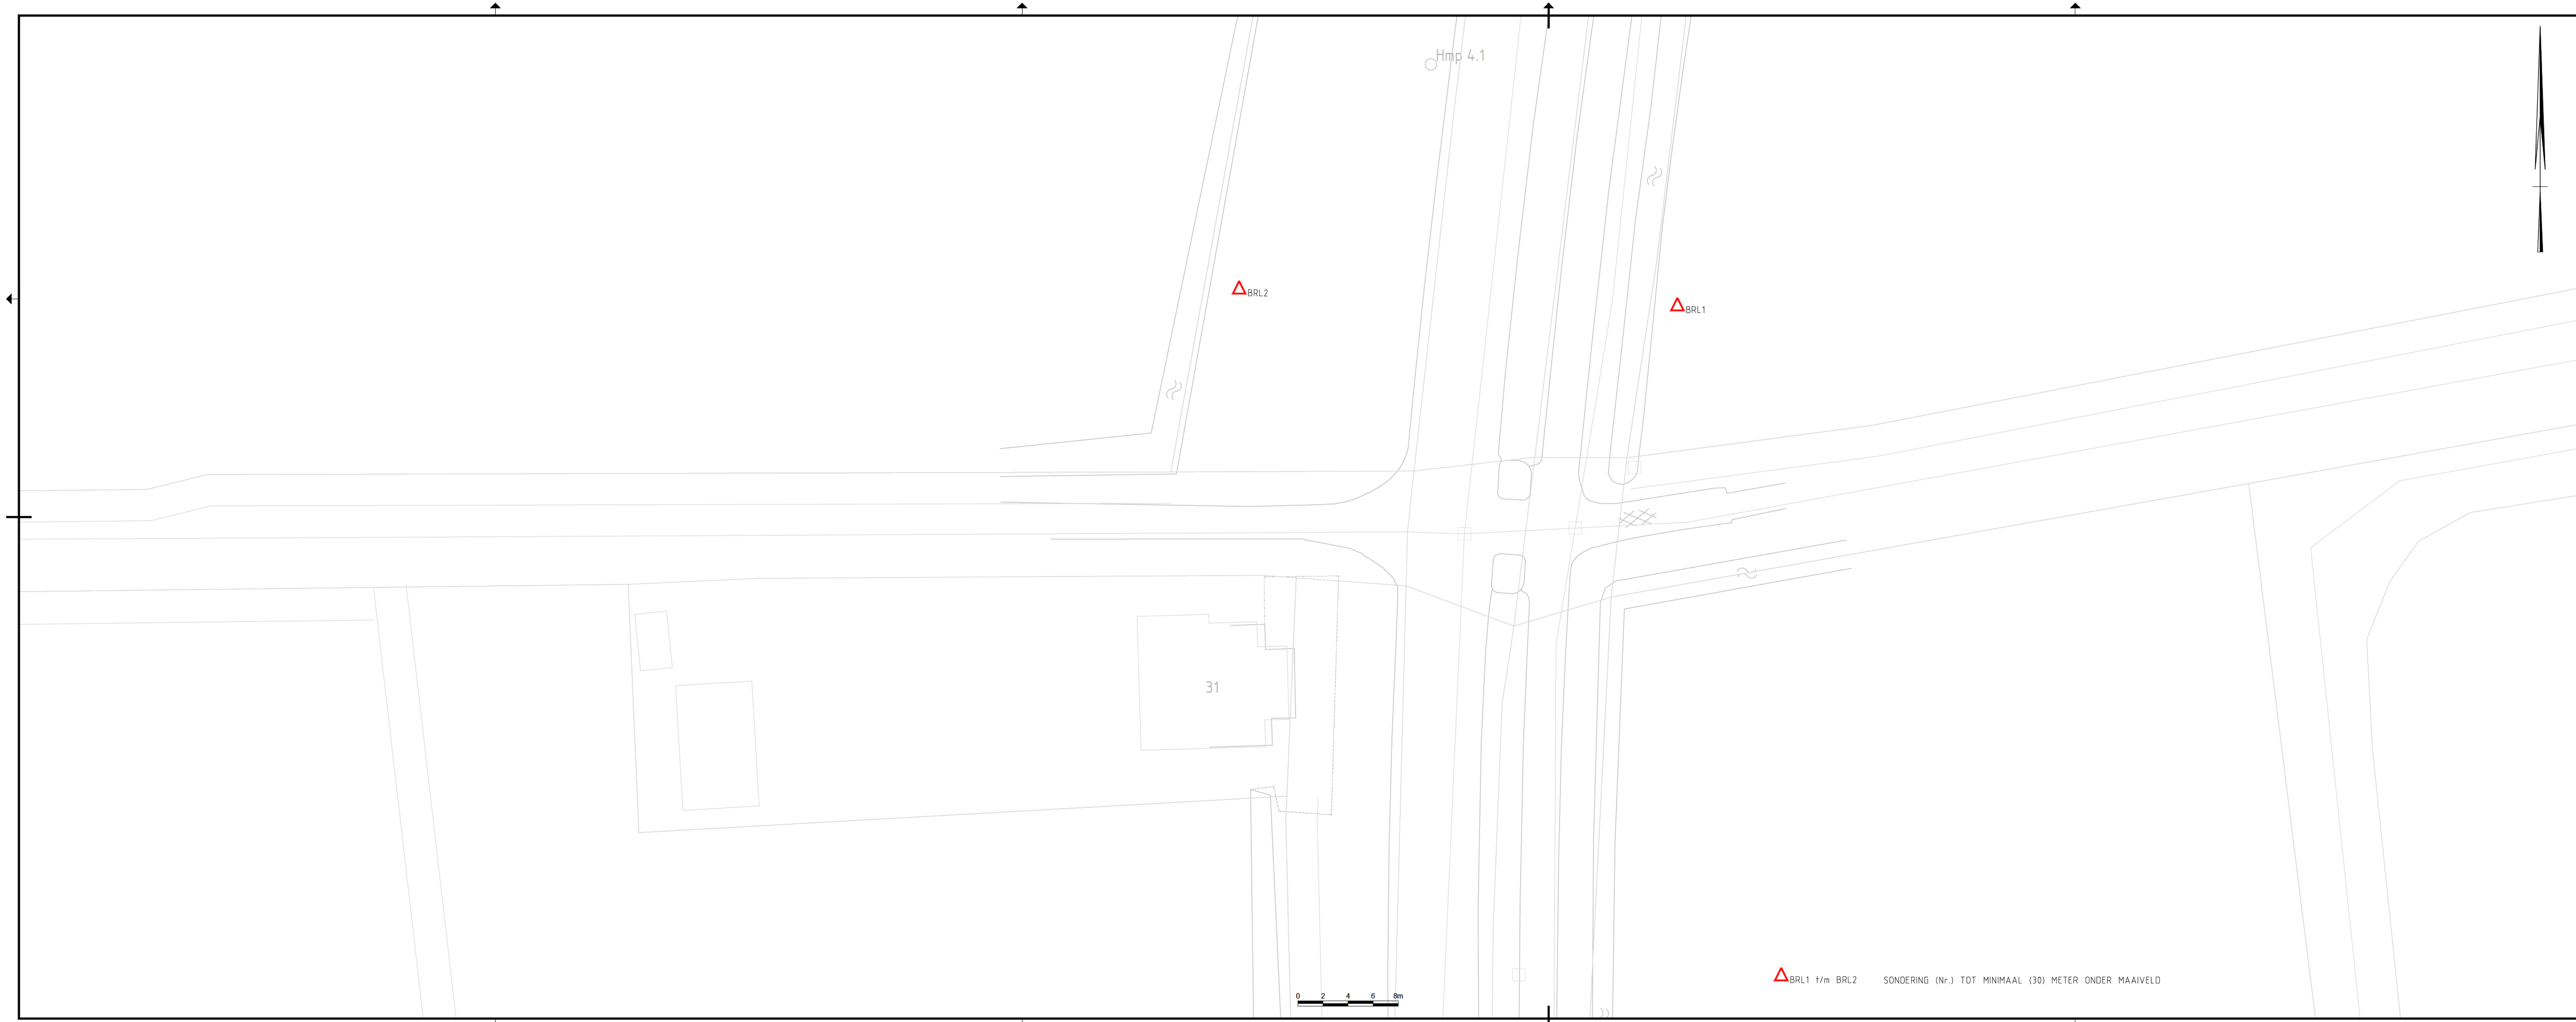 Hmp 4.1
BRL2
BRL1
31
BRL1 t/m BRL2 SONDERING (Nr.) TOT MINIMAAL (30) METER ONDER MAAIVELD
0 2 4 6 8m